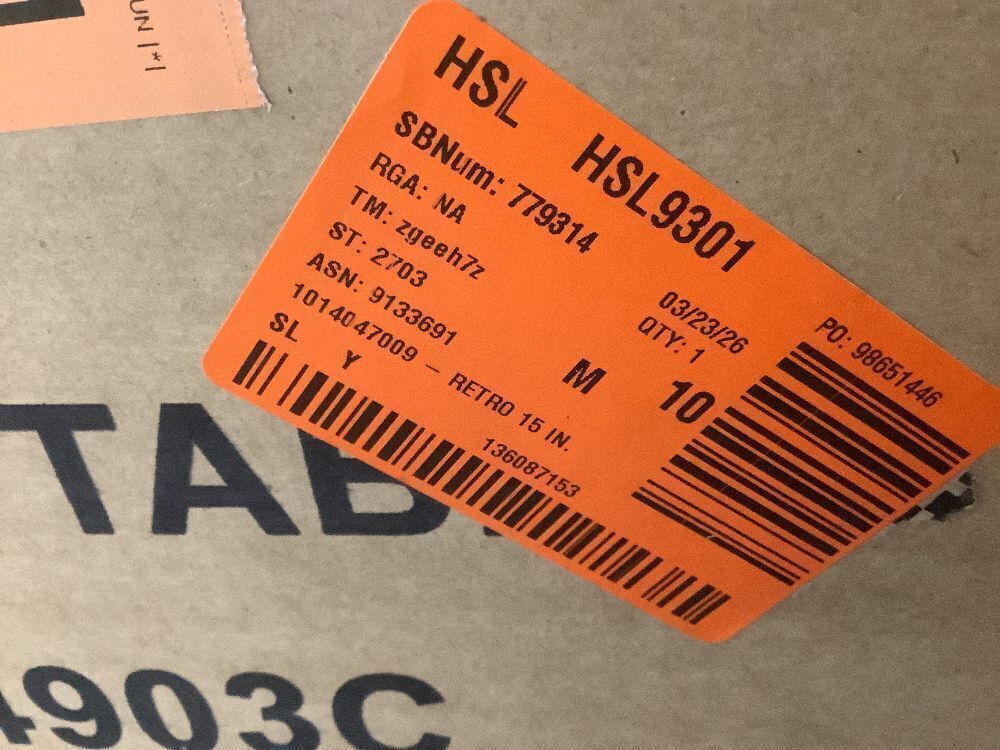 UN I*I
HSL HSL9301
SBNum: 779314
RGA: NA
TM: zgeeh7z
ST: 2703
ASN: 9133691
1014047009 – RETRO 15 IN.
SL Y
03/23/26
QTY: 1
M 10
PO: 98651446
136087153
TAB
4903C